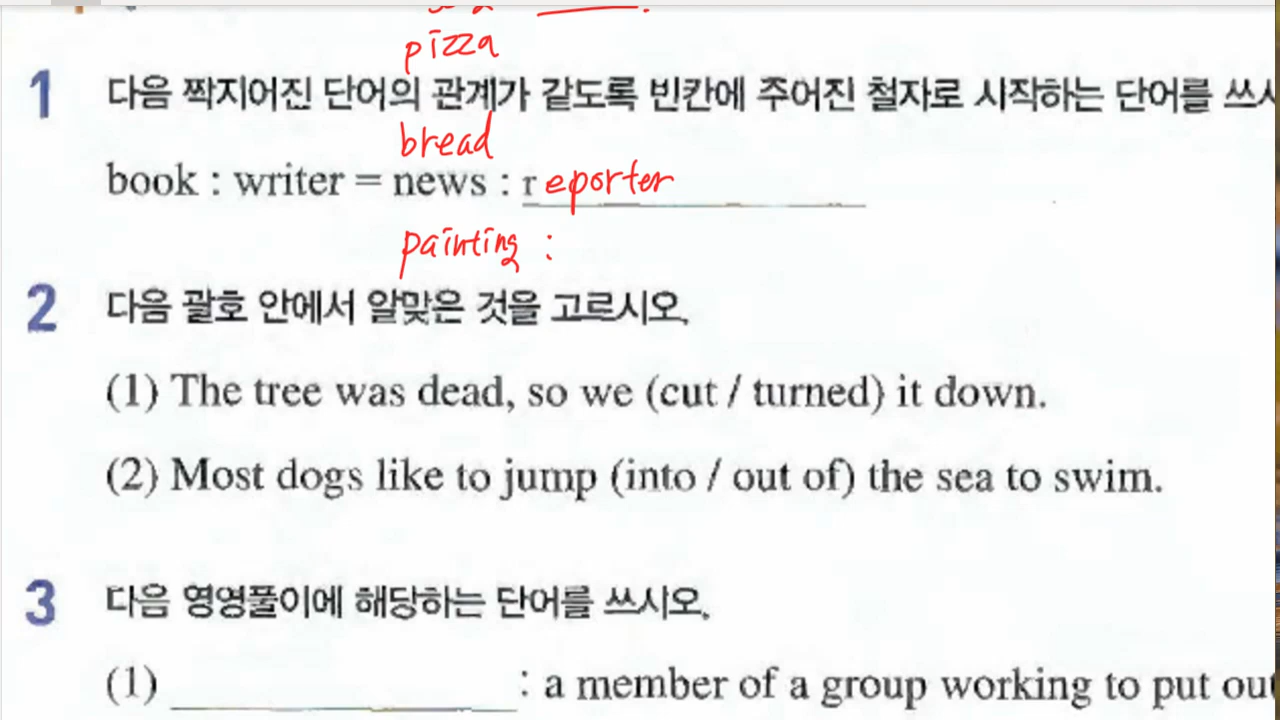 pizza
1 다음 짝지어진 단어의 관계가 같도록 빈칸에 주어진 철자로 시작하는 단어를
bread
book : writer = news : reporter
painting :
2 다음 괄호 안에서 알맞은 것을 고르시오.
(1) The tree was dead, so we (cut / turned) it down.
(2) Most dogs like to jump (into / out of) the sea to swim.
3 다음 영영풀이에 해당하는 단어를 쓰시오.
(1) : a member of a group working to put out